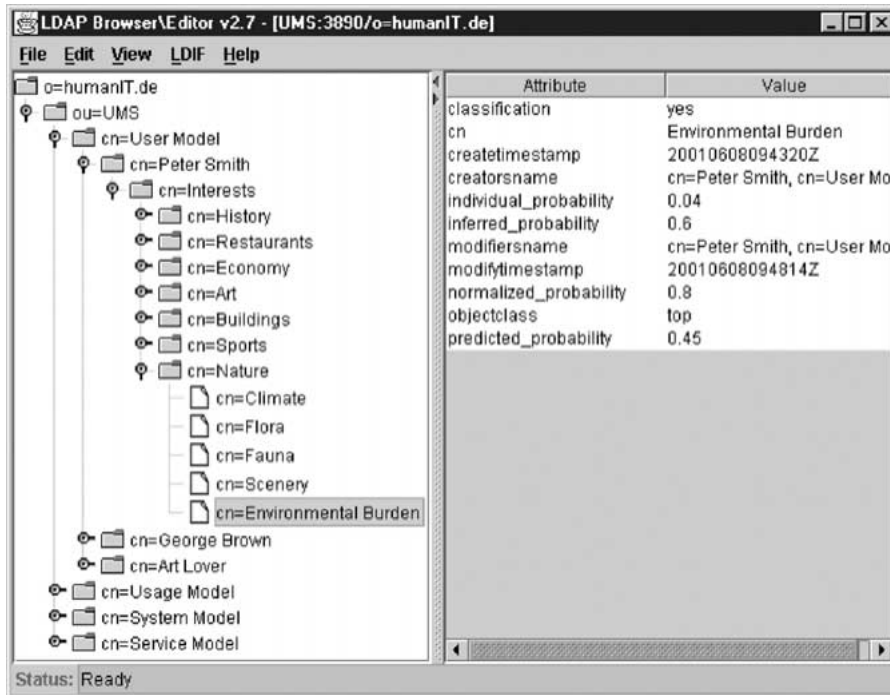 LDAP Browser\Editor v2.7 - [UMS:3890/o=humanIT.de]
File Edit View LDIF Help
o=humanIT.de
ou=UMS
cn=User Model
cn=Peter Smith
cn=Interests
cn=History
cn=Restaurants
cn=Economy
cn=Art
cn=Buildings
cn=Sports
cn=Nature
cn=Climate
cn=Flora
cn=Fauna
cn=Scenery
cn=Environmental Burden
cn=George Brown
cn=Art Lover
cn=Usage Model
cn=System Model
cn=Service Model
Attribute Value
classification yes
cn Environmental Burden
createtimestamp 20010608094320Z
creatorsname cn=Peter Smith, cn=User Mo
individual_probability 0.04
inferred_probability 0.6
modifiersname cn=Peter Smith, cn=User Mo
modifytimestamp 20010608094814Z
normalized_probability 0.8
objectclass top
predicted_probability 0.45
Status: Ready